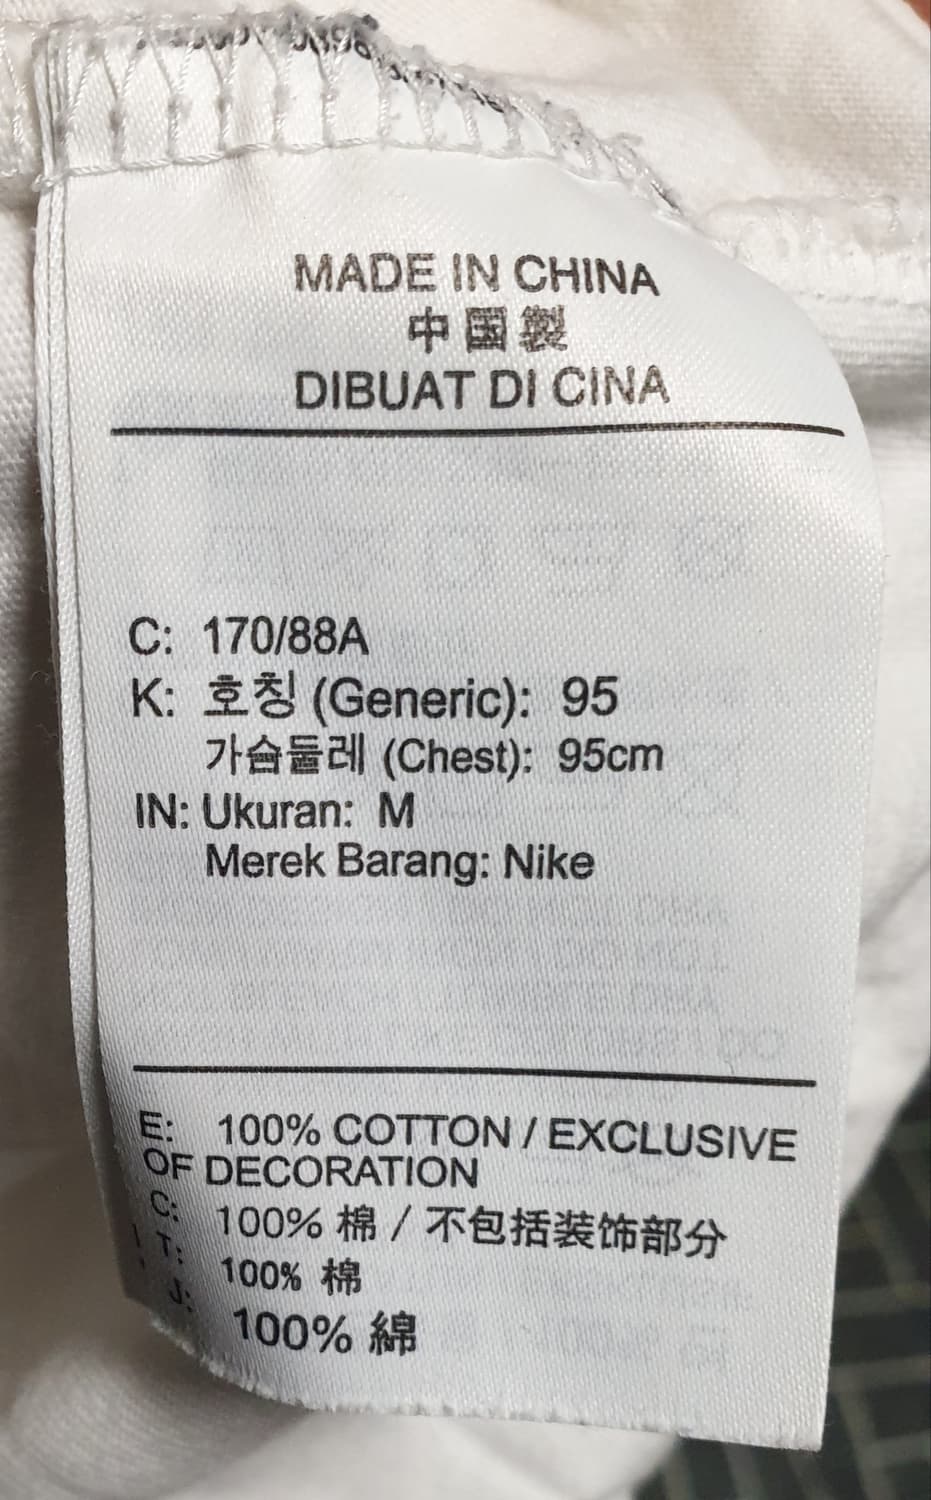 MADE IN CHINA
中国製
DIBUAT DI CINA
C: 170/88A
K: 호칭 (Generic): 95
가슴둘레 (Chest): 95cm
IN: Ukuran: M
Merek Barang: Nike
E: 100% COTTON / EXCLUSIVE
OF DECORATION
C: 100% 棉 / 不包括装饰部分
T: 100% 棉
J: 100% 綿